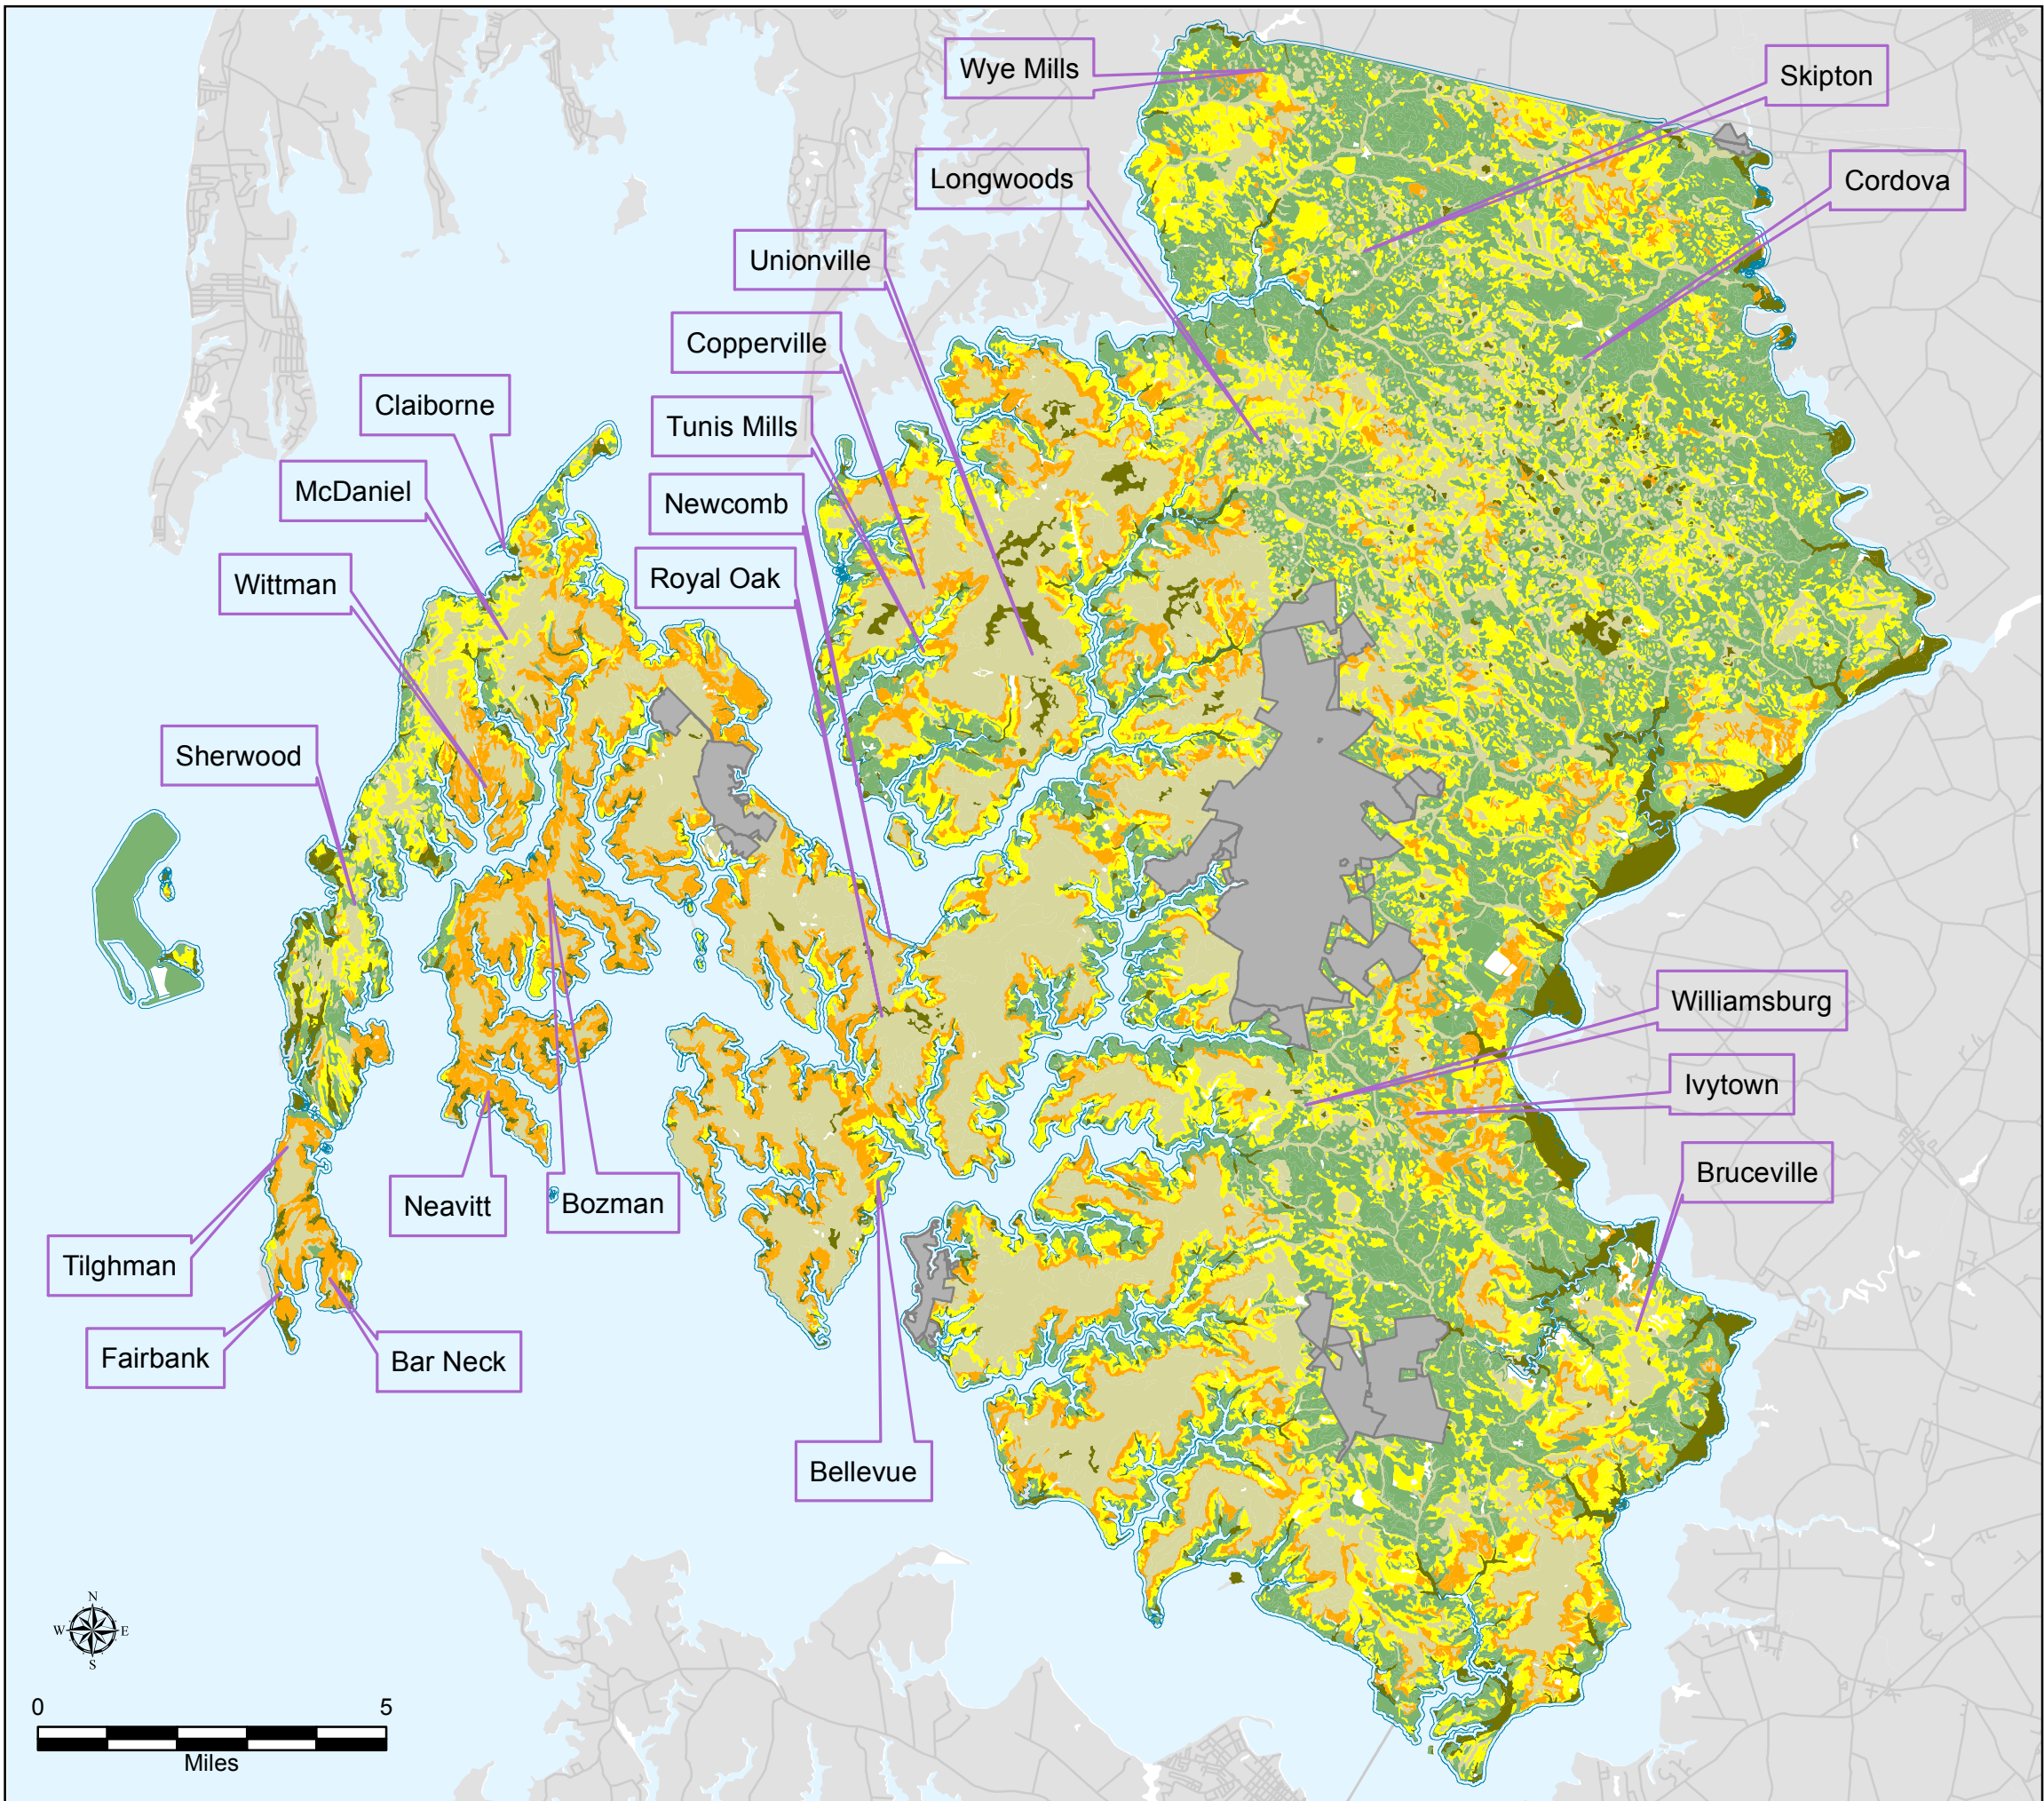 Wye Mills
Skipton
Longwoods
Cordova
Unionville
Copperville
Claiborne
Tunis Mills
McDaniel
Newcomb
Wittman
Royal Oak
Sherwood
Williamsburg
Ivytown
Bruceville
Neavitt
Bozman
Tilghman
Fairbank
Bar Neck
Bellevue
N
W E
S
0 5
Miles